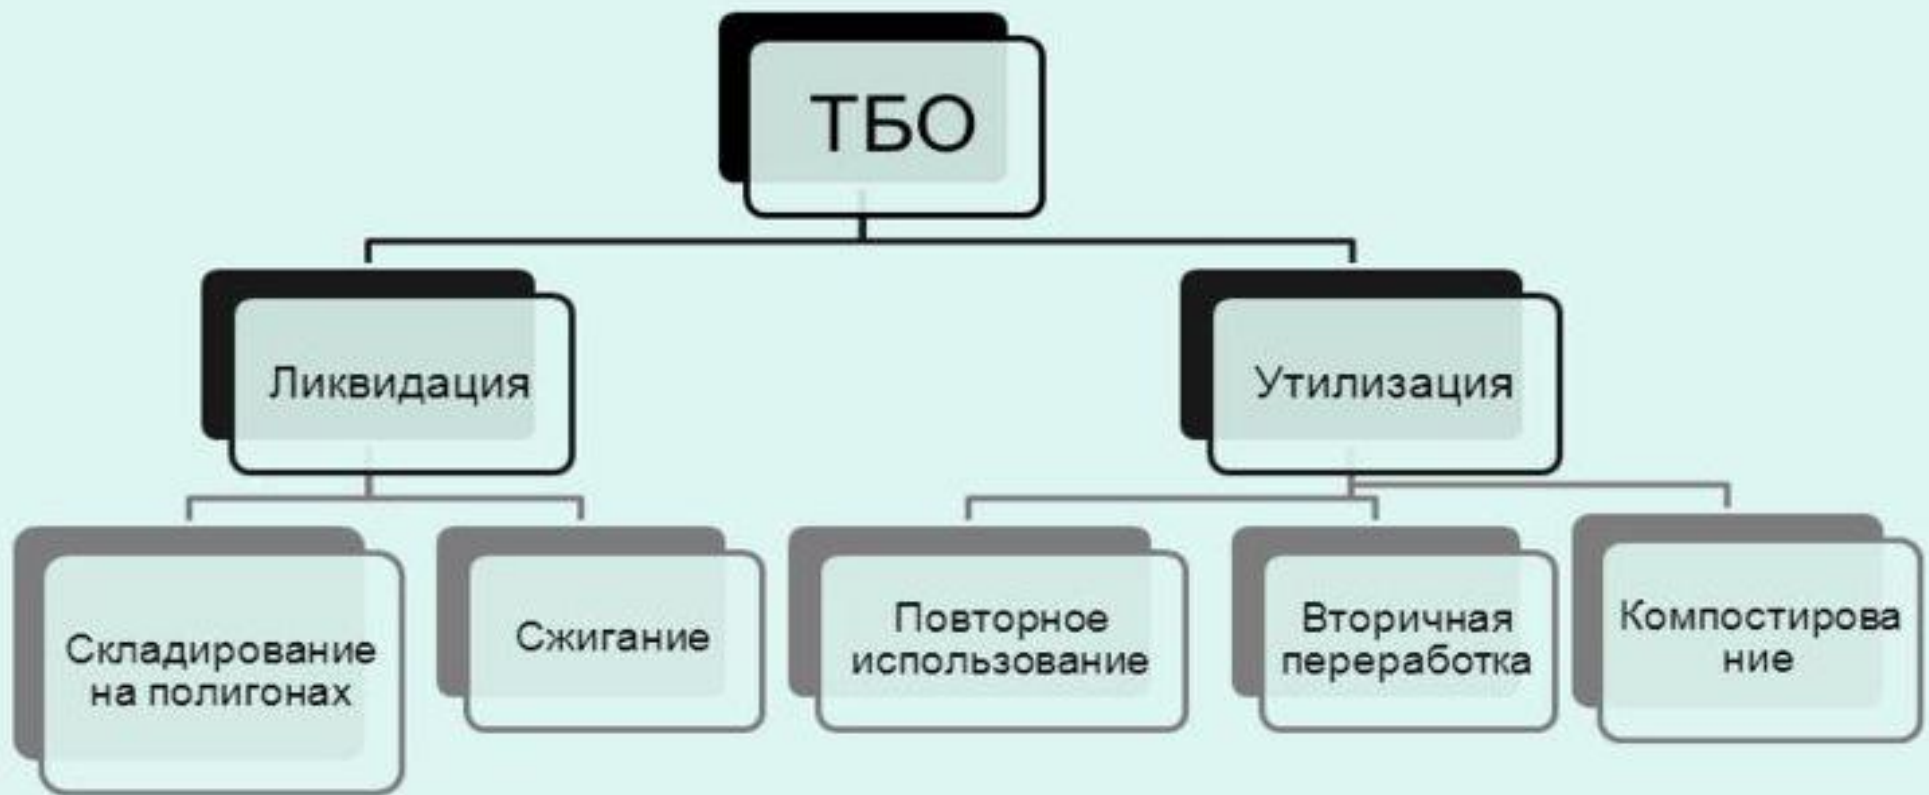 ТБО
Ликвидация
Утилизация
Складирование
на полигонах
Сжигание
Повторное
использование
Вторичная
переработка
Компостирова
ние